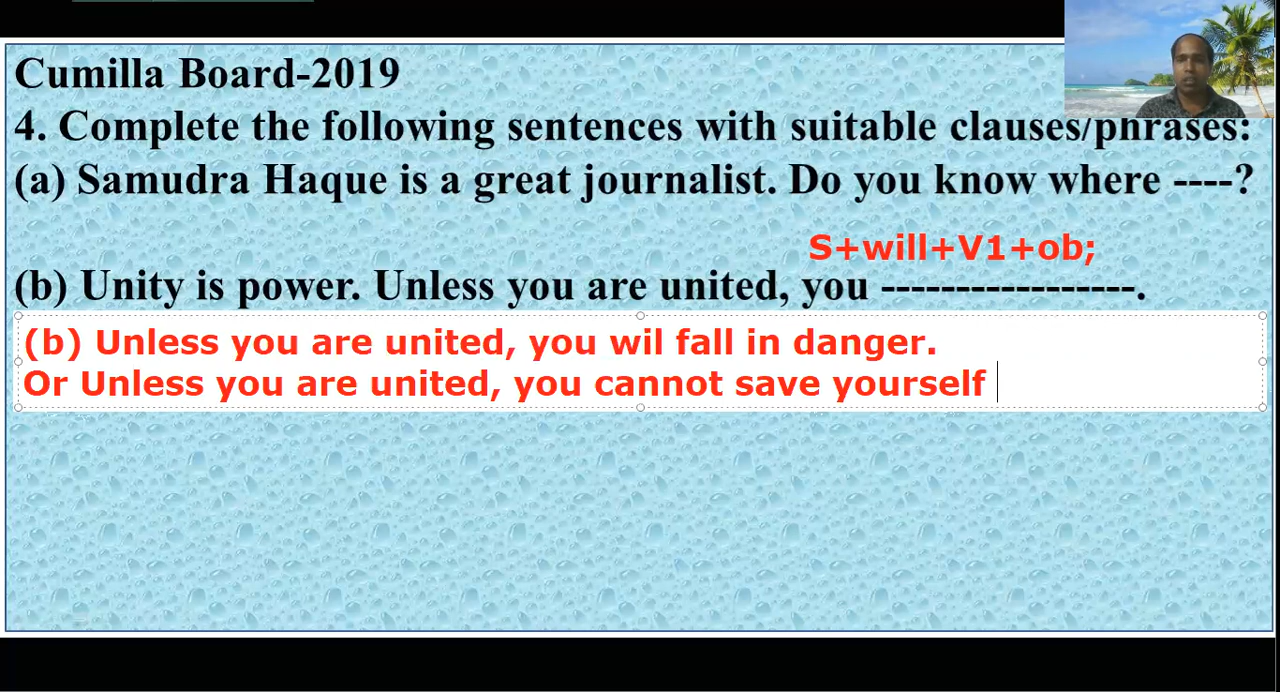 Cumilla Board-2019
4. Complete the following sentences with suitable clauses/phrases:
(a) Samudra Haque is a great journalist. Do you know where ----?
S+will+V1+ob;
(b) Unity is power. Unless you are united, you -----------------.
(b) Unless you are united, you wil fall in danger.
Or Unless you are united, you cannot save yourself